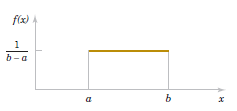 f(x)
1
b – a
a b x